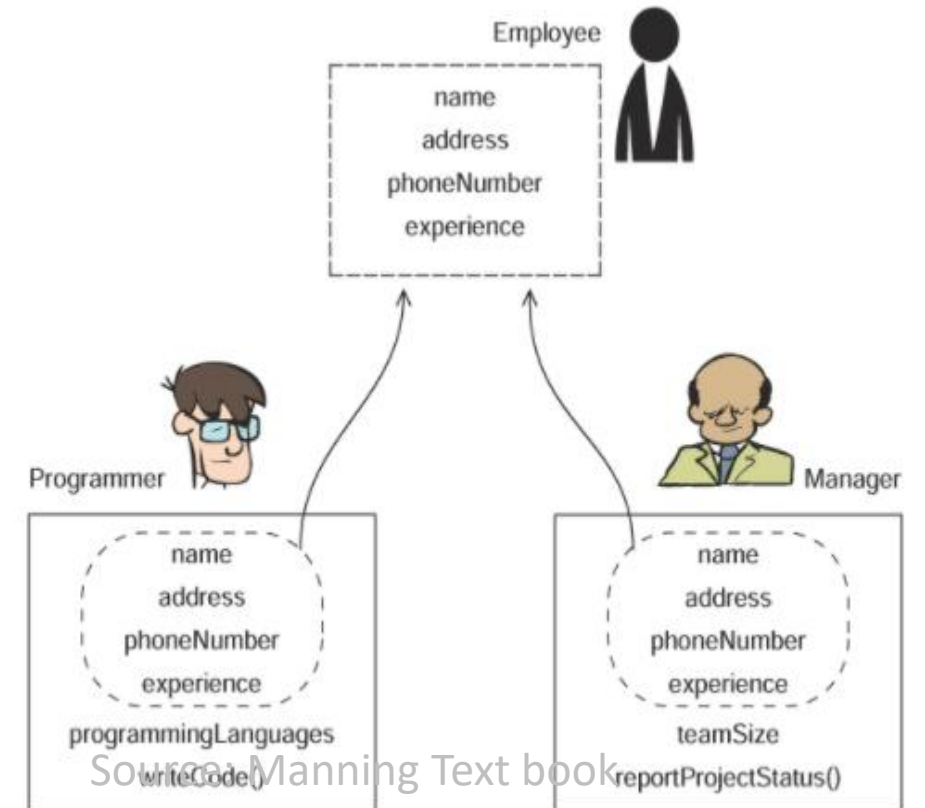 Employee
name
address
phoneNumber
experience
Programmer
name
address
phoneNumber
experience
programmingLanguages
writeCode()
Manager
name
address
phoneNumber
experience
teamSize
reportProjectStatus()
Source: Manning Text book